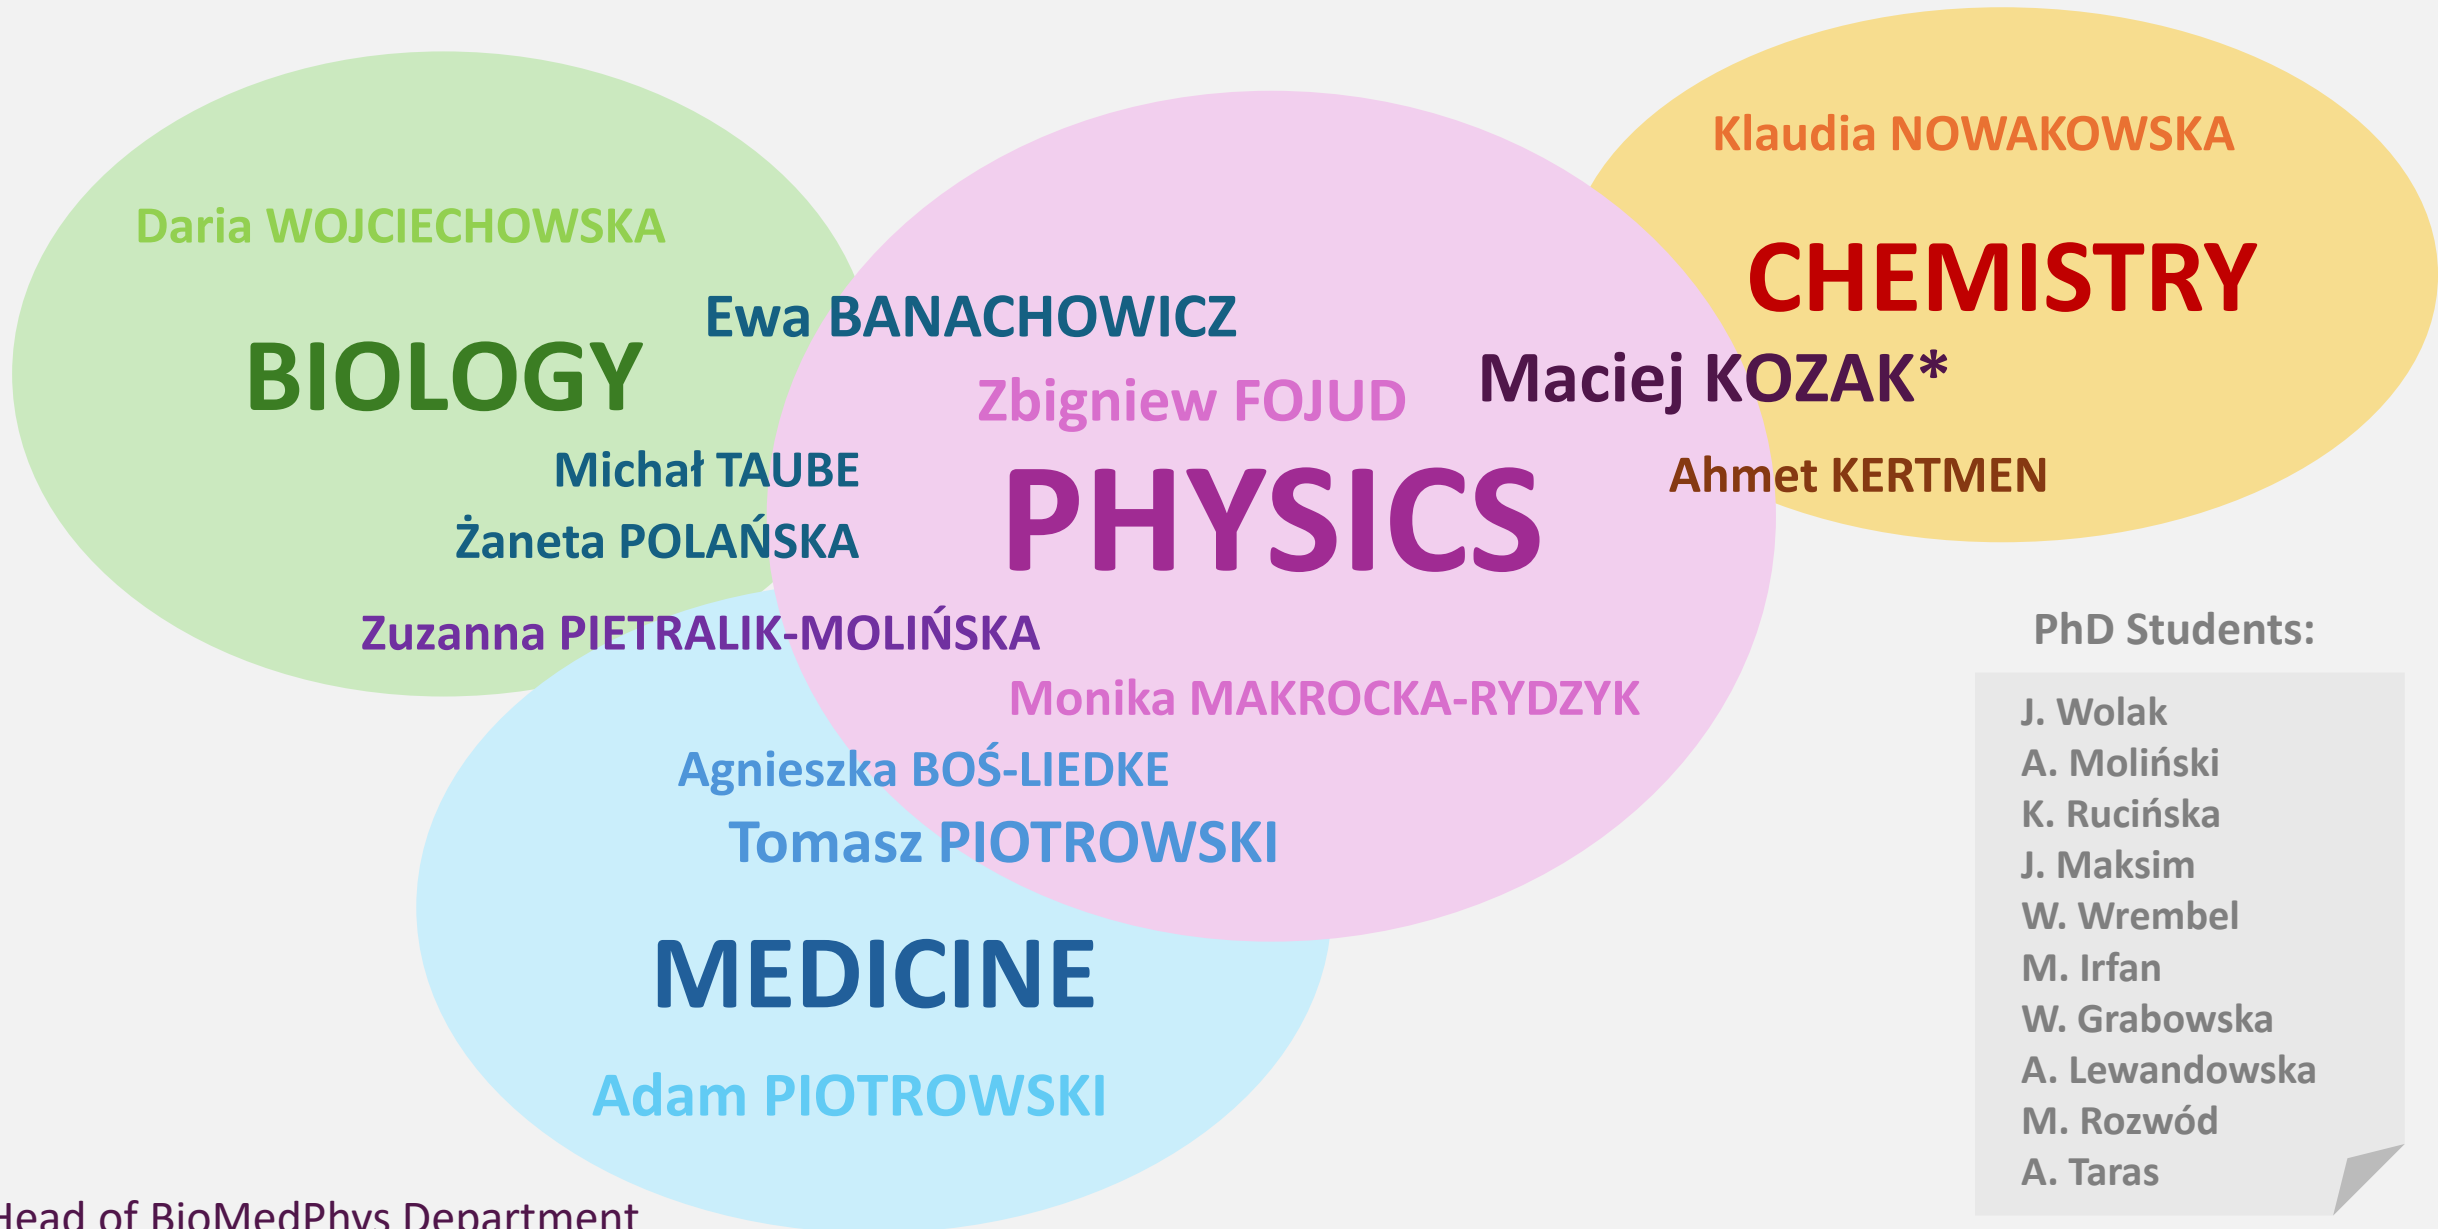 Klaudia NOWAKOWSKA
Daria WOJCIECHOWSKA
CHEMISTRY
Ewa BANACHOWICZ
BIOLOGY
Maciej KOZAK*
Zbigniew FOJUD
Michał TAUBE
Ahmet KERTMEN
PHYSICS
Żaneta POLAŃSKA
Zuzanna PIETRALIK-MOLIŃSKA
Monika MAKROCKA-RYDZYK
Agnieszka BOŚ-LIEDKE
Tomasz PIOTROWSKI
MEDICINE
Adam PIOTROWSKI
PhD Students:
J. Wolak
A. Moliński
K. Rucińska
J. Maksim
W. Wrembel
M. Irfan
W. Grabowska
A. Lewandowska
M. Rozwód
A. Taras
Head of BioMedPhys Department